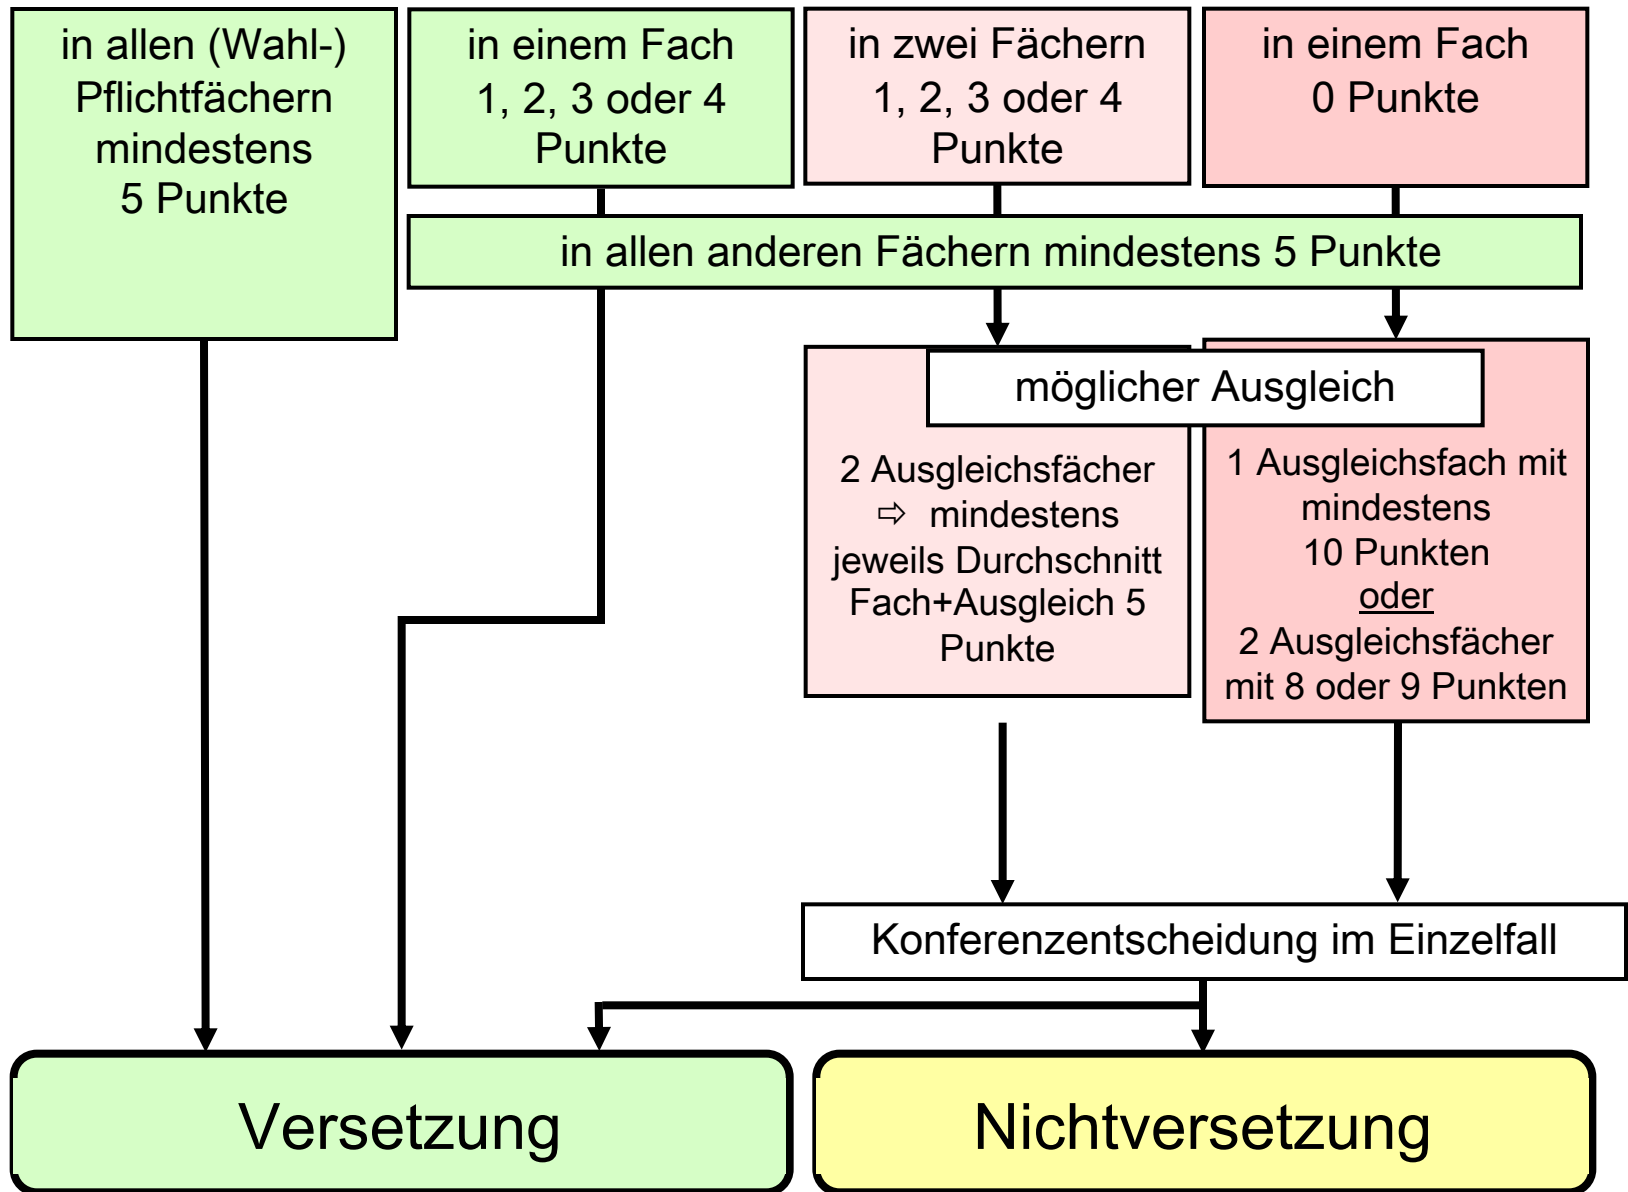 in allen (Wahl-)
Pflichtfächern
mindestens
5 Punkte
in einem Fach
1, 2, 3 oder 4
Punkte
in zwei Fächern
1, 2, 3 oder 4
Punkte
in einem Fach
0 Punkte
in allen anderen Fächern mindestens 5 Punkte
möglicher Ausgleich
2 Ausgleichsfächer
⇨ mindestens
jeweils Durchschnitt
Fach+Ausgleich 5
Punkte
1 Ausgleichsfach mit
mindestens
10 Punkten
oder
2 Ausgleichsfächer
mit 8 oder 9 Punkten
Konferenzentscheidung im Einzelfall
Versetzung
Nichtversetzung